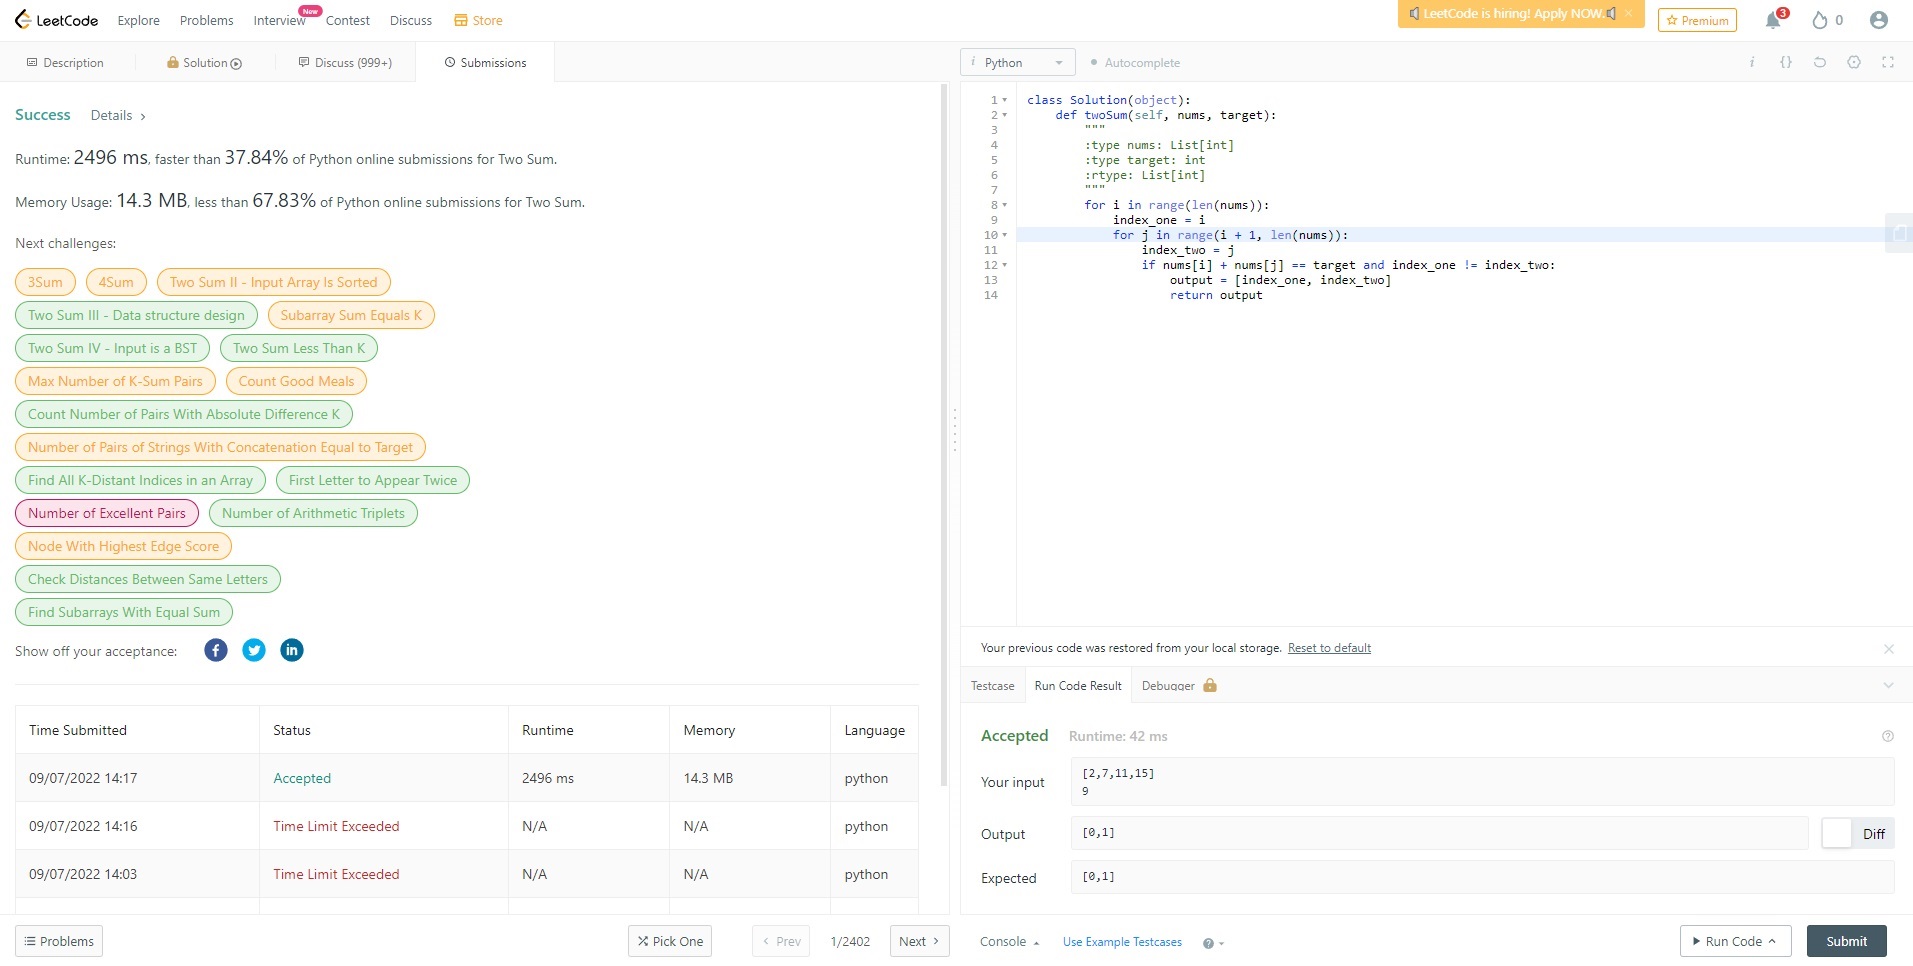 LeetCode Explore Problems Interview New Contest Discuss Store LeetCode is hiring! Apply NOW. Premium 3 0
Description Solution Discuss (999+) Submissions
Success Details
Runtime: 2496 ms, faster than 37.84% of Python online submissions for Two Sum.
Memory Usage: 14.3 MB, less than 67.83% of Python online submissions for Two Sum.
Next challenges:
3Sum 4Sum Two Sum II - Input Array Is Sorted
Two Sum III - Data structure design Subarray Sum Equals K
Two Sum IV - Input is a BST Two Sum Less Than K
Max Number of K-Sum Pairs Count Good Meals
Count Number of Pairs With Absolute Difference K
Number of Pairs of Strings With Concatenation Equal to Target
Find All K-Distant Indices in an Array First Letter to Appear Twice
Number of Excellent Pairs Number of Arithmetic Triplets
Node With Highest Edge Score
Check Distances Between Same Letters
Find Subarrays With Equal Sum
Show off your acceptance:
Time Submitted Status Runtime Memory Language
09/07/2022 14:17 Accepted 2496 ms 14.3 MB python
09/07/2022 14:16 Time Limit Exceeded N/A N/A python
09/07/2022 14:03 Time Limit Exceeded N/A N/A python
Problems Pick One < Prev 1/2402 Next >
i Python Autocomplete i {}
1 class Solution(object):
2 def twoSum(self, nums, target):
3 """
4 :type nums: List[int]
5 :type target: int
6 :rtype: List[int]
7 """
8 for i in range(len(nums)):
9 index_one = i
10 for j in range(i + 1, len(nums)):
11 index_two = j
12 if nums[i] + nums[j] == target and index_one != index_two:
13 output = [index_one, index_two]
14 return output
Your previous code was restored from your local storage. Reset to default
Testcase Run Code Result Debugger
Accepted Runtime: 42 ms
Your input
[2,7,11,15]
9
Output [0,1] Diff
Expected [0,1]
Console Use Example Testcases Run Code Submit